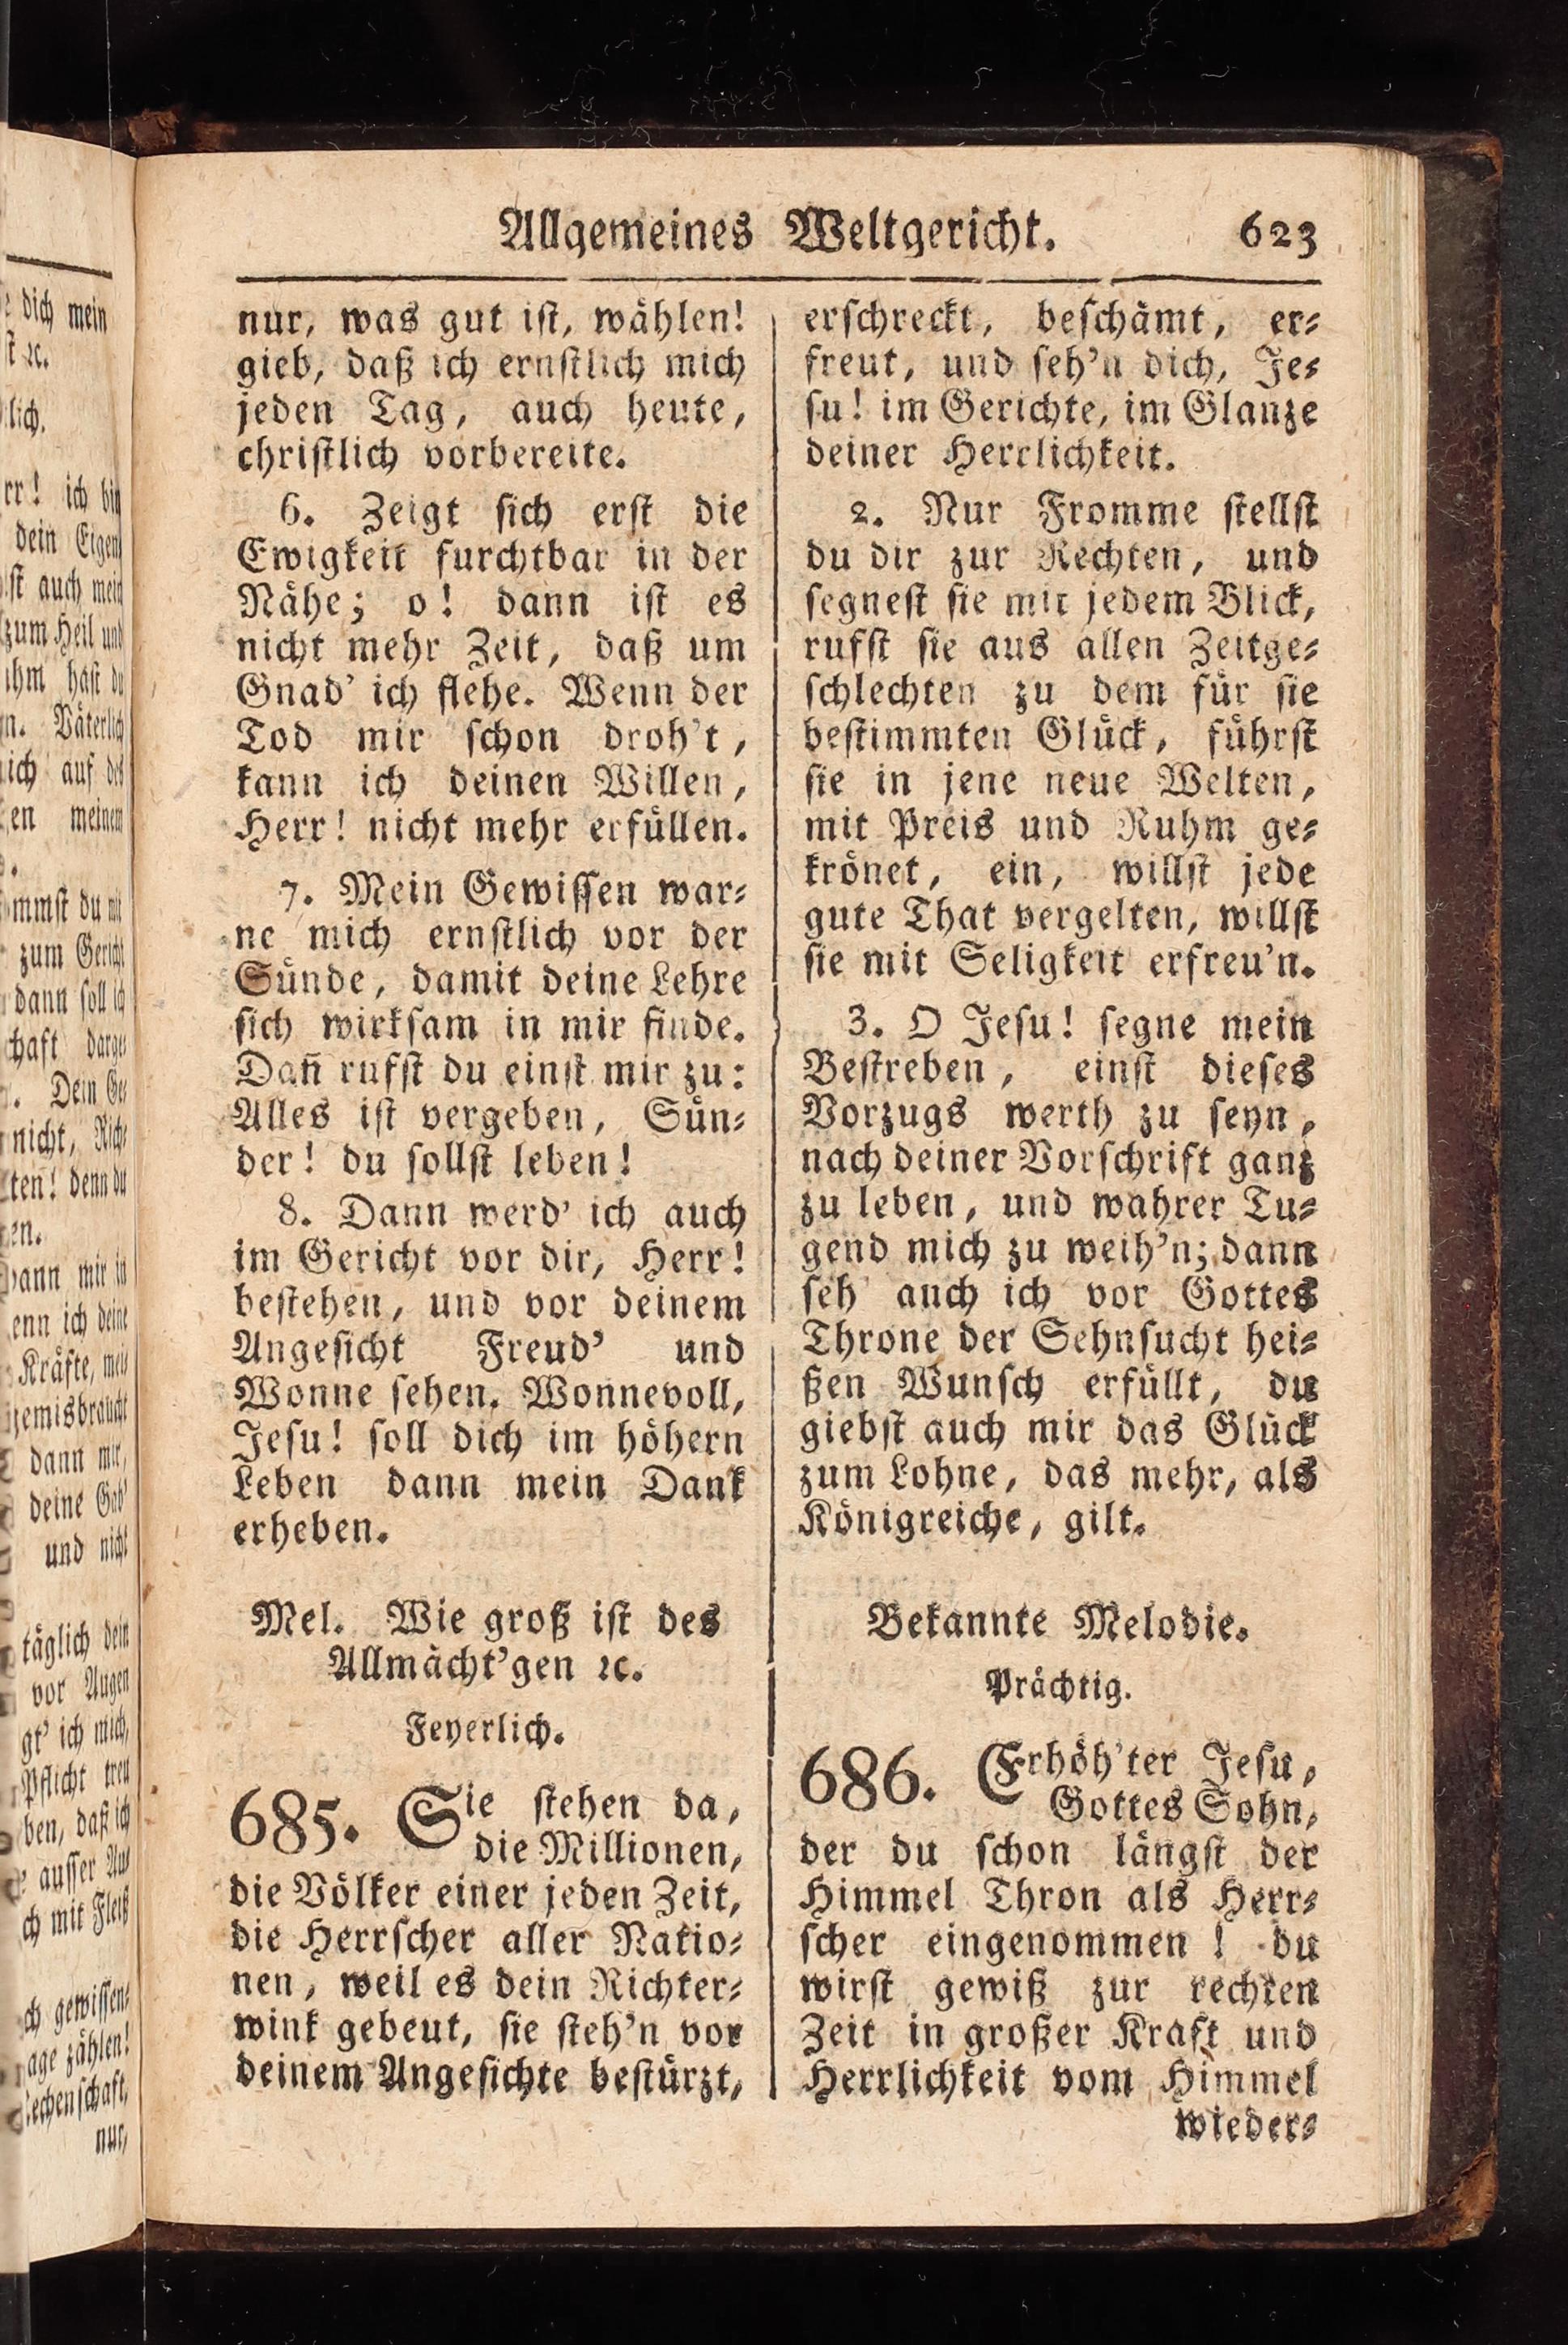 Allgemeines Weltgericht. 623
nur, was gut ist, wählen!
gieb, daß ich ernstlich mich
jeden Tag, auch heute,
christlich vorbereite.
6. Zeigt sich erst die
Ewigkeit furchtbar in der
Nähe; o! dann ist es
nicht mehr Zeit, daß um
Gnad' ich flehe. Wenn der
Tod mir schon droh't,
kann ich deinen Willen,
Herr! nicht mehr erfüllen.
7. Mein Gewissen war-
ne mich ernstlich vor der
Sünde, damit deine Lehre
sich wirksam in mir finde.
Dan̄ rufst du einst mir zu:
Alles ist vergeben, Sün-
der! du sollst leben!
8. Dann werd' ich auch
im Gericht vor dir, Herr!
bestehen, und vor deinem
Angesicht Freud' und
Wonne sehen. Wonnevoll,
Jesu! soll dich im höhern
Leben dann mein Dank
erheben.
Mel. Wie groß ist des
Allmächt'gen ꝛc.
Feyerlich.
685. Sie stehen da,
die Millionen,
die Völker einer jeden Zeit,
die Herrscher aller Natio-
nen, weil es dein Richter-
wink gebeut, sie steh'n vor
deinem Angesichte bestürzt,
erschreckt, beschämt, er-
freut, und seh'n dich, Je-
su! im Gerichte, im Glanze
deiner Herrlichkeit.
2. Nur Fromme stellst
du dir zur Rechten, und
segnest sie mit jedem Blick,
rufst sie aus allen Zeitge-
schlechten zu dem für sie
bestimmten Glück, führst
sie in jene neue Welten,
mit Preis und Ruhm ge-
krönet, ein, willst jede
gute That vergelten, willst
sie mit Seligkeit erfreu'n.
3. O Jesu! segne mein
Bestreben, einst dieses
Vorzugs werth zu seyn,
nach deiner Vorschrift ganz
zu leben, und wahrer Tu-
gend mich zu weih'n; dann
seh' auch ich vor Gottes
Throne der Sehnsucht hei-
ßen Wunsch erfüllt, du
giebst auch mir das Glück
zum Lohne, das mehr, als
Königreiche, gilt.
Bekannte Melodie.
Prächtig.
686. Erhöh'ter Jesu,
Gottes Sohn,
der du schon längst der
Himmel Thron als Herr-
scher eingenommen! du
wirst gewiß zur rechten
Zeit in großer Kraft und
Herrlichkeit vom Himmel
wieder-